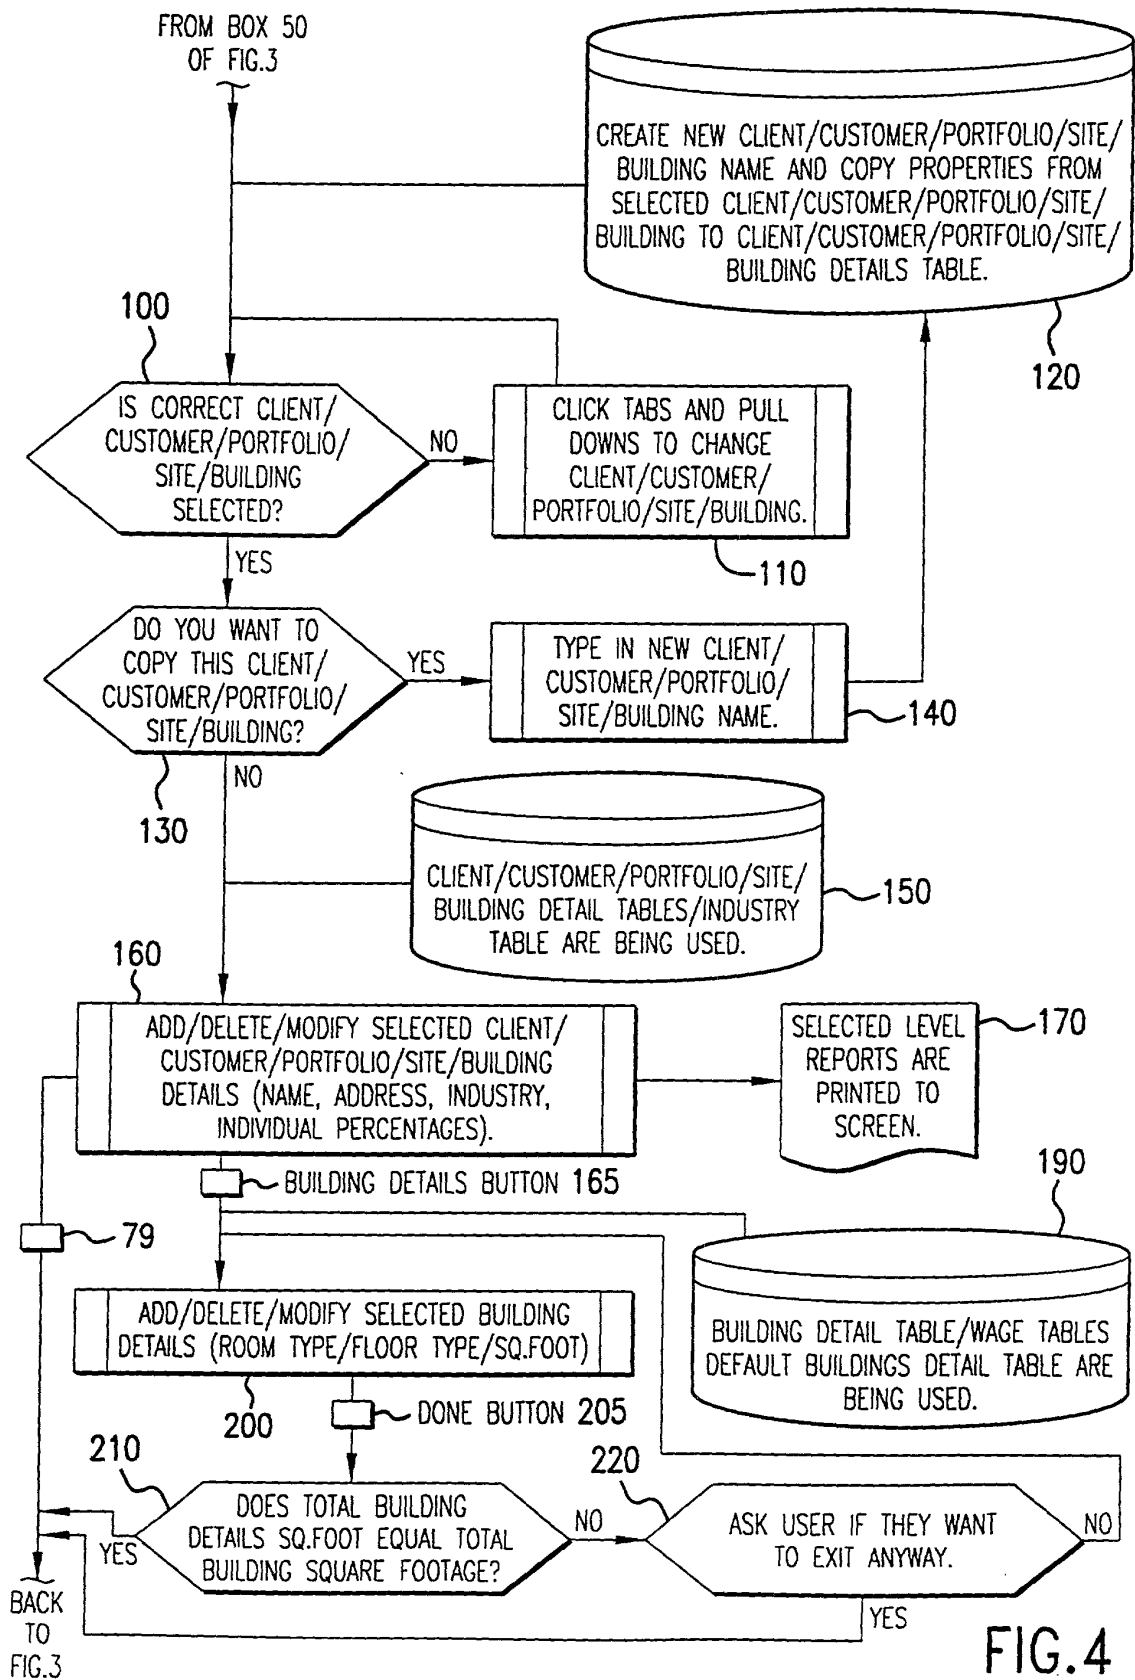 FROM BOX 50
OF FIG.3
CREATE NEW CLIENT/CUSTOMER/PORTFOLIO/SITE/
BUILDING NAME AND COPY PROPERTIES FROM
SELECTED CLIENT/CUSTOMER/PORTFOLIO/SITE/
BUILDING TO CLIENT/CUSTOMER/PORTFOLIO/SITE/
BUILDING DETAILS TABLE.
120
100
IS CORRECT CLIENT/
CUSTOMER/PORTFOLIO/
SITE/BUILDING
SELECTED?
NO
CLICK TABS AND PULL
DOWNS TO CHANGE
CLIENT/CUSTOMER/
PORTFOLIO/SITE/BUILDING.
110
YES
DO YOU WANT TO
COPY THIS CLIENT/
CUSTOMER/PORTFOLIO/
SITE/BUILDING?
YES
TYPE IN NEW CLIENT/
CUSTOMER/PORTFOLIO/
SITE/BUILDING NAME.
140
NO
130
CLIENT/CUSTOMER/PORTFOLIO/SITE/
BUILDING DETAIL TABLES/INDUSTRY
TABLE ARE BEING USED.
150
160
ADD/DELETE/MODIFY SELECTED CLIENT/
CUSTOMER/PORTFOLIO/SITE/BUILDING
DETAILS (NAME, ADDRESS, INDUSTRY,
INDIVIDUAL PERCENTAGES).
SELECTED LEVEL
REPORTS ARE
PRINTED TO
SCREEN.
170
BUILDING DETAILS BUTTON 165
79
190
BUILDING DETAIL TABLE/WAGE TABLES
DEFAULT BUILDINGS DETAIL TABLE ARE
BEING USED.
ADD/DELETE/MODIFY SELECTED BUILDING
DETAILS (ROOM TYPE/FLOOR TYPE/SQ.FOOT)
200
DONE BUTTON 205
210
DOES TOTAL BUILDING
DETAILS SQ.FOOT EQUAL TOTAL
BUILDING SQUARE FOOTAGE?
YES
NO
220
ASK USER IF THEY WANT
TO EXIT ANYWAY.
NO
YES
BACK
TO
FIG.3
FIG.4